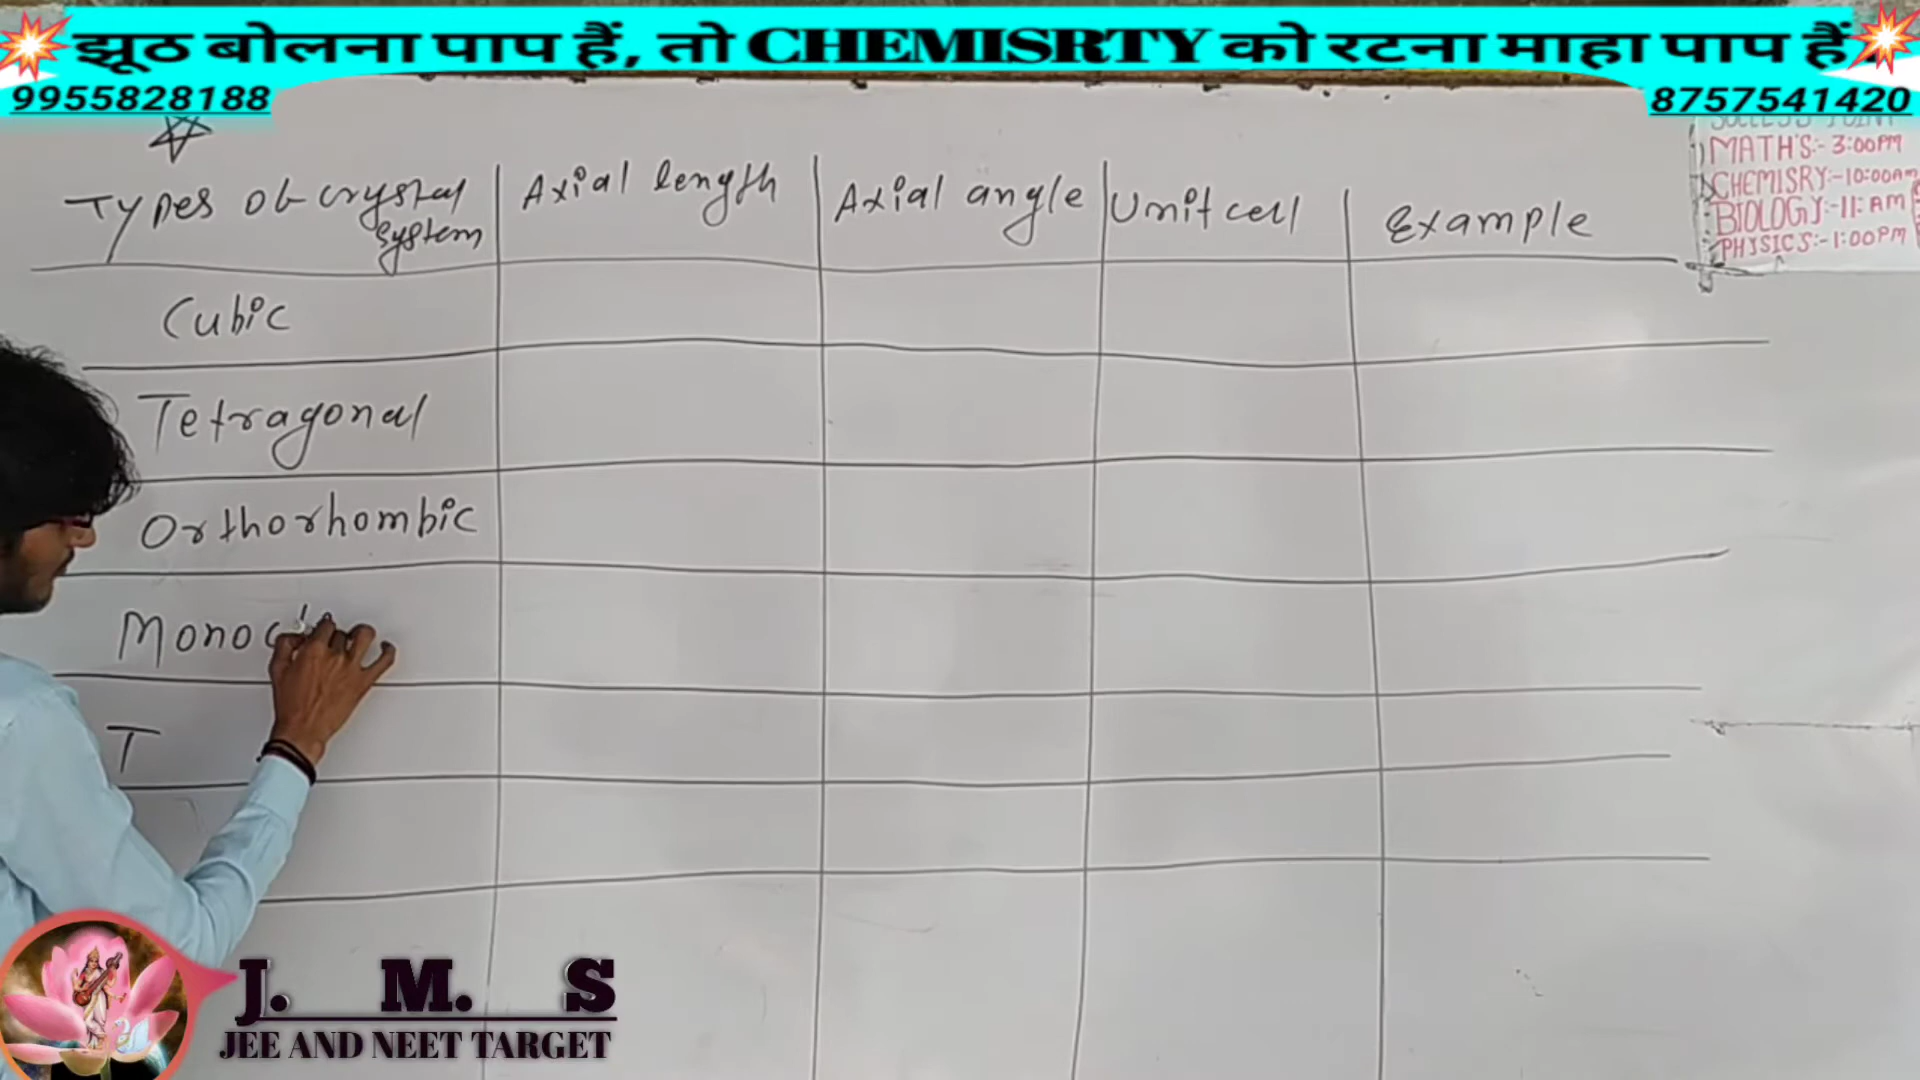 झूठ बोलना पाप हैं, तो CHEMISRTY को रटना माहा पाप हैं
9955828188
8757541420
MATH'S:- 3:00PM
CHEMISRY:-10:00am
BIOLOGY:-11:AM
PHYSICS:-1:00PM
Types of crystal system
Axial length
Axial angle
Unit cell
Example
Cubic
Tetragonal
Orthorhombic
Monocl
T
J. M. S
JEE AND NEET TARGET